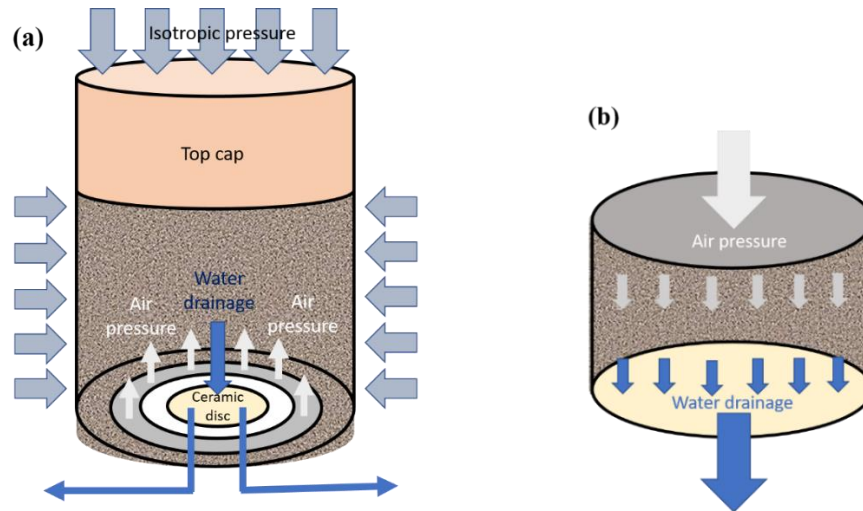 (a)
Isotropic pressure
Top cap
Water
drainage
Air
pressure
Air
pressure
Ceramic
disc
(b)
Air pressure
Water drainage